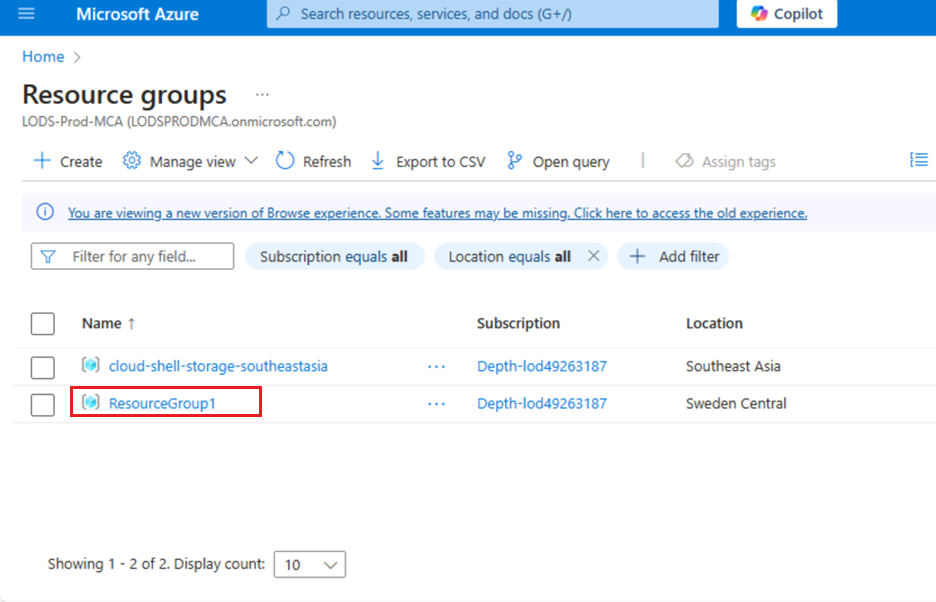 Microsoft Azure
Search resources, services, and docs (G+/)
Copilot
Home
Resource groups
LODS-Prod-MCA (LODSPRODMCA.onmicrosoft.com)
Create Manage view Refresh Export to CSV Open query Assign tags
You are viewing a new version of Browse experience. Some features may be missing. Click here to access the old experience.
Filter for any field... Subscription equals all Location equals all Add filter
Name ↑ Subscription Location
cloud-shell-storage-southeastasia ... Depth-lod49263187 Southeast Asia
ResourceGroup1 ... Depth-lod49263187 Sweden Central
Showing 1 - 2 of 2. Display count: 10